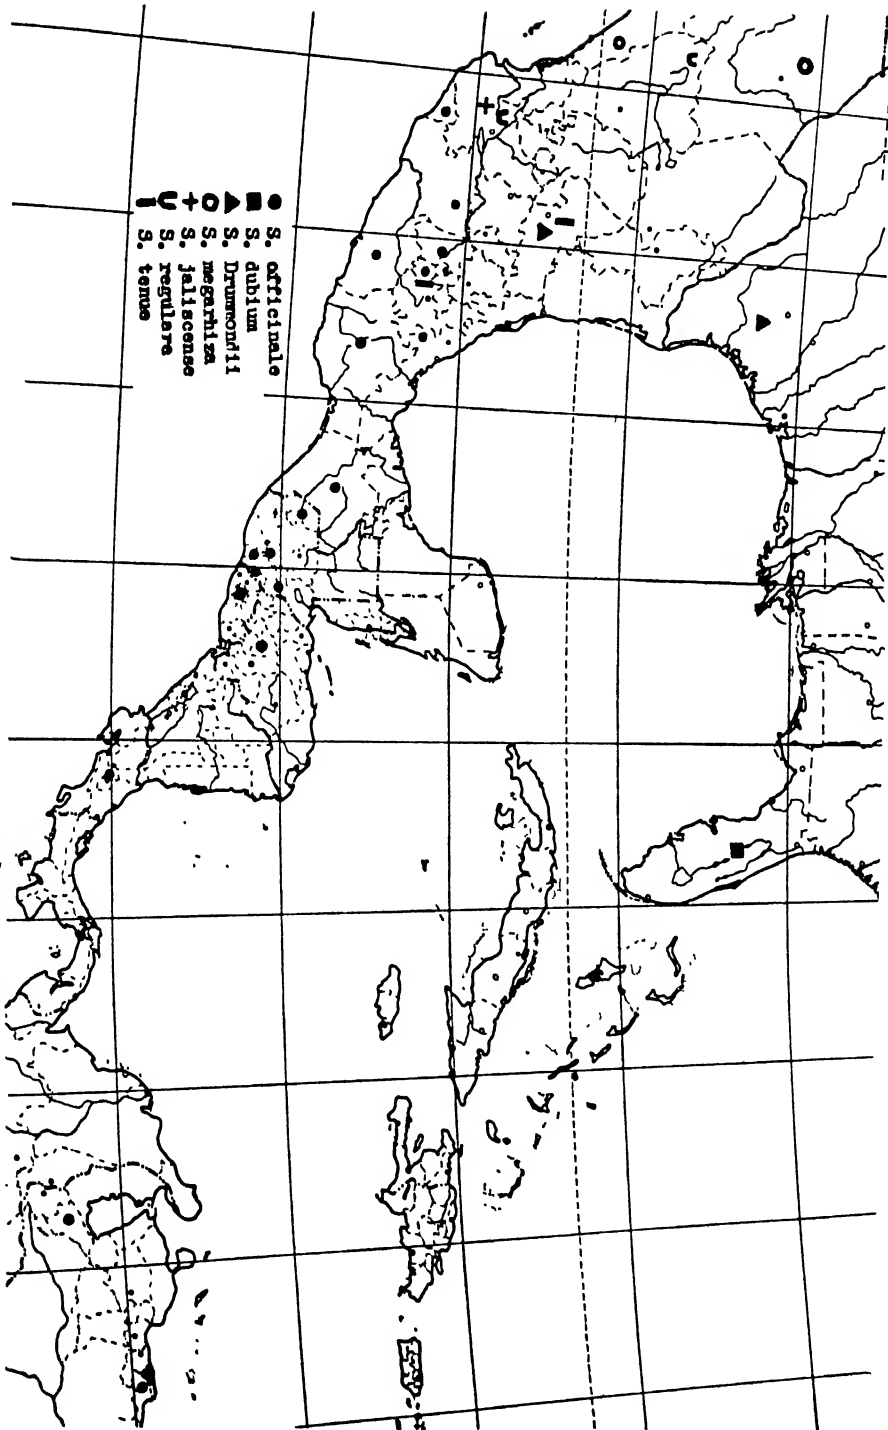 ● S. officinale
■ S. dubium
▲ S. Drummondii
O S. megarhiza
+ S. jaliscense
U S. regulare
▌ S. tenue